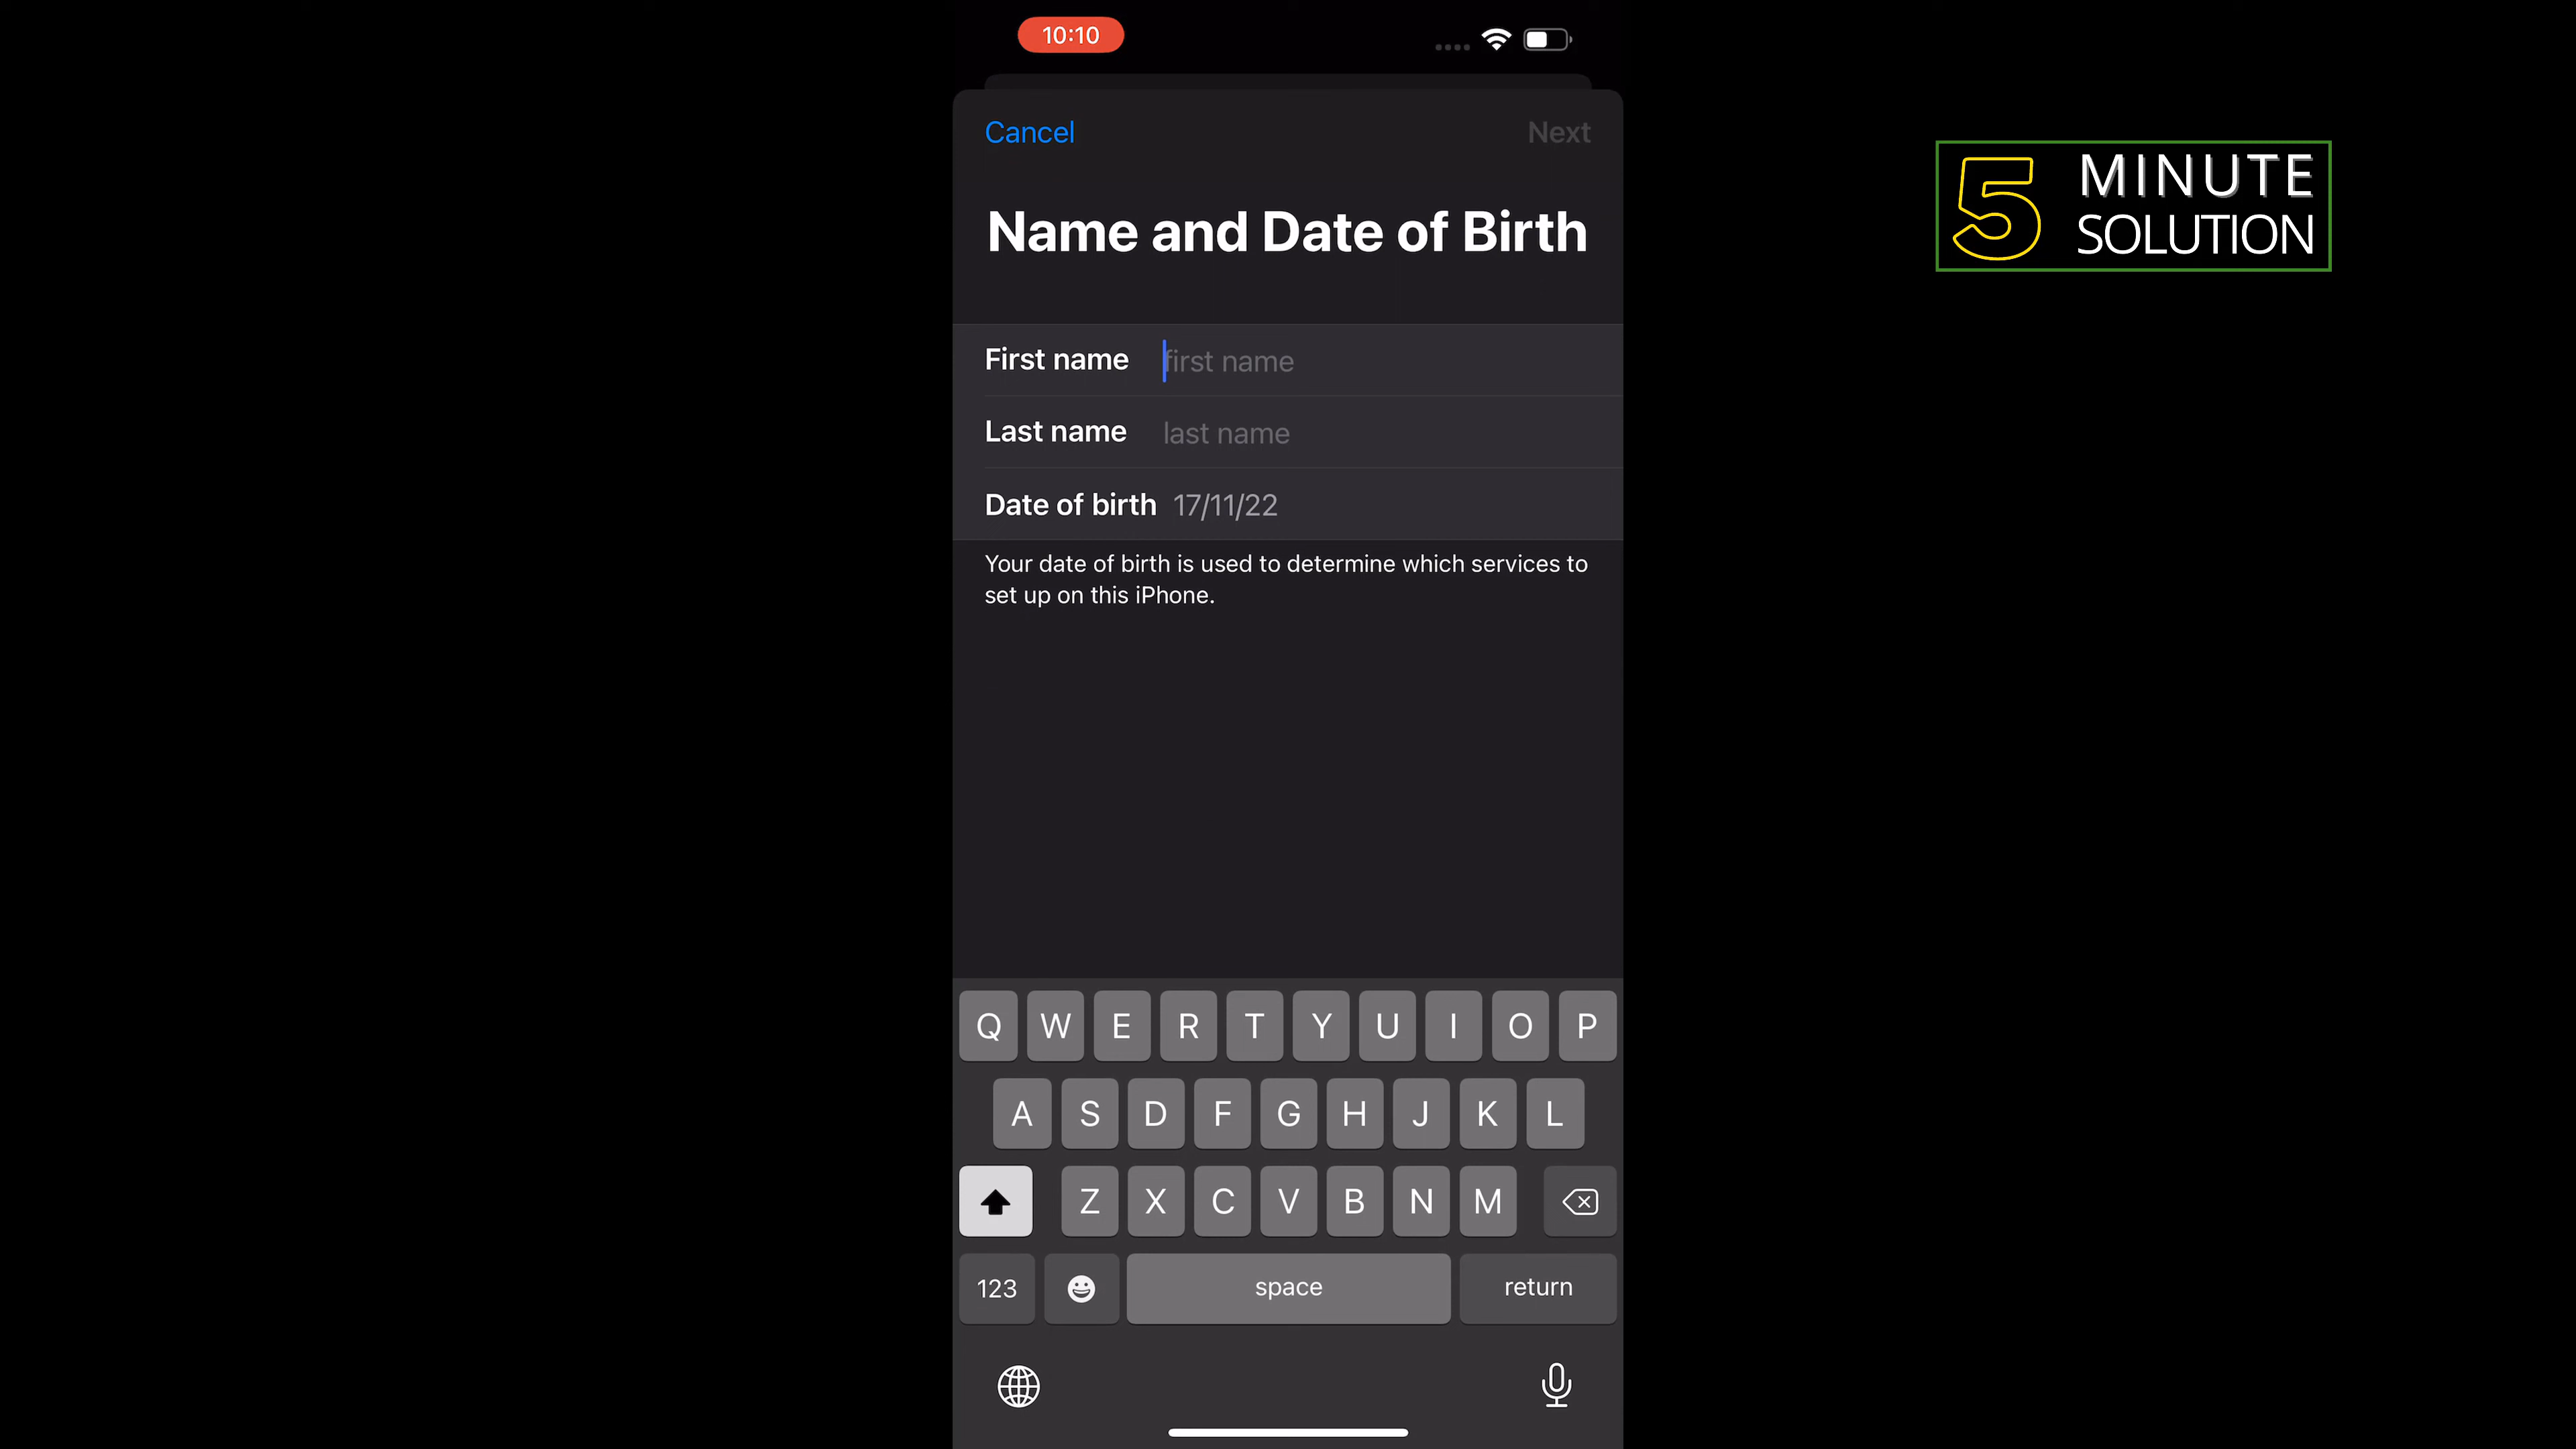 10:10
Cancel
Next
5 MINUTE
SOLUTION
Name and Date of Birth
First name first name
Last name last name
Date of birth 17/11/22
Your date of birth is used to determine which services to
set up on this iPhone.
Q W E R T Y U I O P
A S D F G H J K L
Z X C V B N M
123 space return